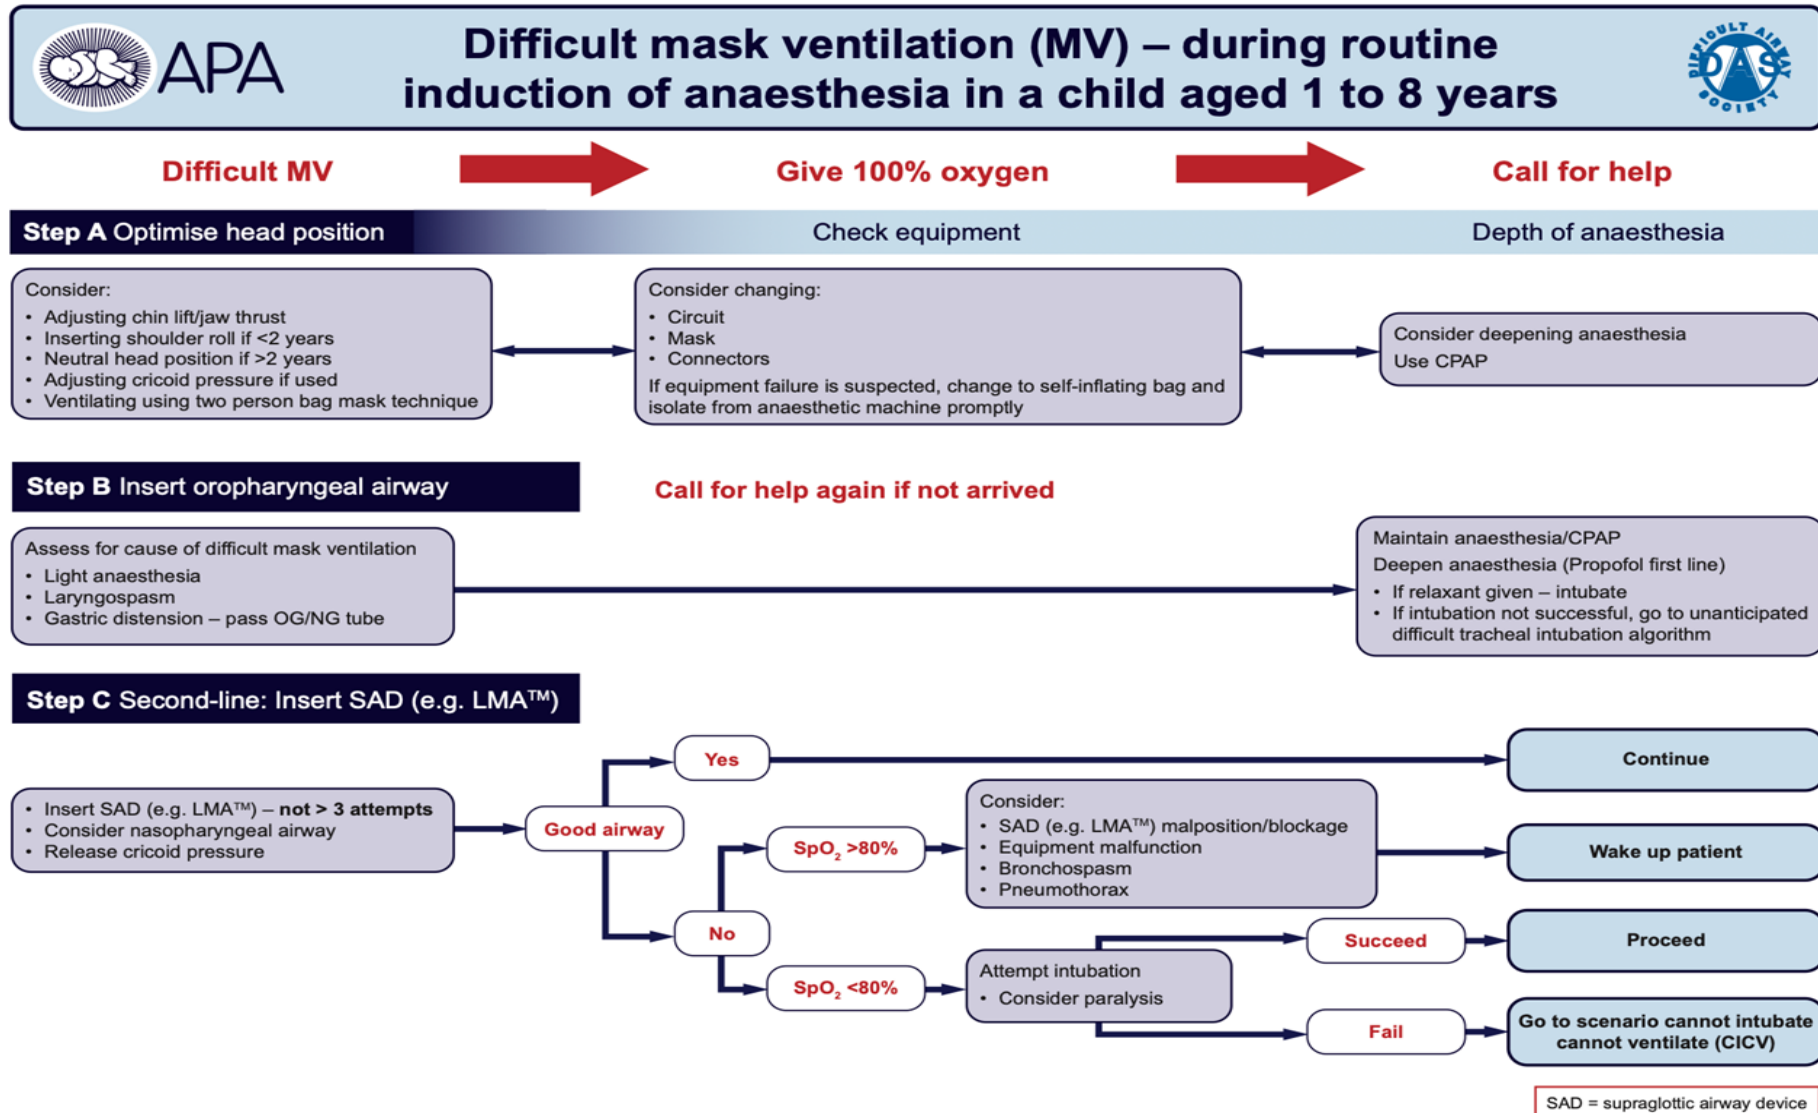 APA
Difficult mask ventilation (MV) – during routine
induction of anaesthesia in a child aged 1 to 8 years
DIFFICULT AIRWAY
DAS
SOCIETY
Difficult MV
Give 100% oxygen
Call for help
Step A Optimise head position
Check equipment
Depth of anaesthesia
Consider:
• Adjusting chin lift/jaw thrust
• Inserting shoulder roll if <2 years
• Neutral head position if >2 years
• Adjusting cricoid pressure if used
• Ventilating using two person bag mask technique
Consider changing:
• Circuit
• Mask
• Connectors
If equipment failure is suspected, change to self-inflating bag and
isolate from anaesthetic machine promptly
Consider deepening anaesthesia
Use CPAP
Step B Insert oropharyngeal airway
Call for help again if not arrived
Assess for cause of difficult mask ventilation
• Light anaesthesia
• Laryngospasm
• Gastric distension – pass OG/NG tube
Maintain anaesthesia/CPAP
Deepen anaesthesia (Propofol first line)
• If relaxant given – intubate
• If intubation not successful, go to unanticipated
difficult tracheal intubation algorithm
Step C Second-line: Insert SAD (e.g. LMA™)
• Insert SAD (e.g. LMA™) – not > 3 attempts
• Consider nasopharyngeal airway
• Release cricoid pressure
Good airway
Yes
Continue
No
SpO₂ >80%
Consider:
• SAD (e.g. LMA™) malposition/blockage
• Equipment malfunction
• Bronchospasm
• Pneumothorax
Wake up patient
SpO₂ <80%
Attempt intubation
• Consider paralysis
Succeed
Proceed
Fail
Go to scenario cannot intubate
cannot ventilate (CICV)
SAD = supraglottic airway device